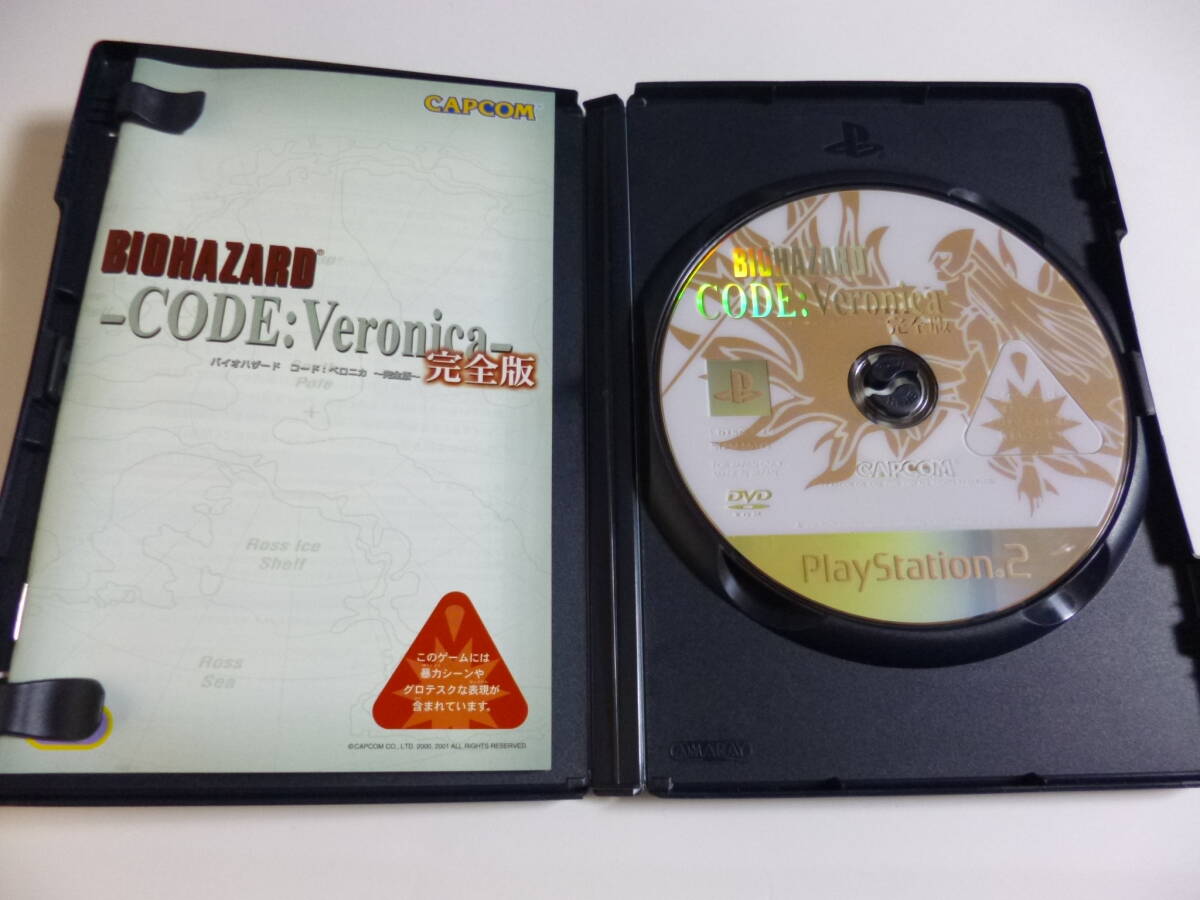 CAPCOM
BIOHAZARD®
-CODE:Veronica-
バイオハザード コード:ベロニカ ～完全版～
完全版
Pole
Ross Ice
Shelf
Ross
Sea
このゲームには
暴力シーンや
グロテスクな表現が
含まれています。
©CAPCOM CO., LTD. 2000, 2001 ALL RIGHTS RESERVED.
BIOHAZARD
CODE:Veronica
完全版
CAPCOM
DVD
PlayStation.2
AMARAY